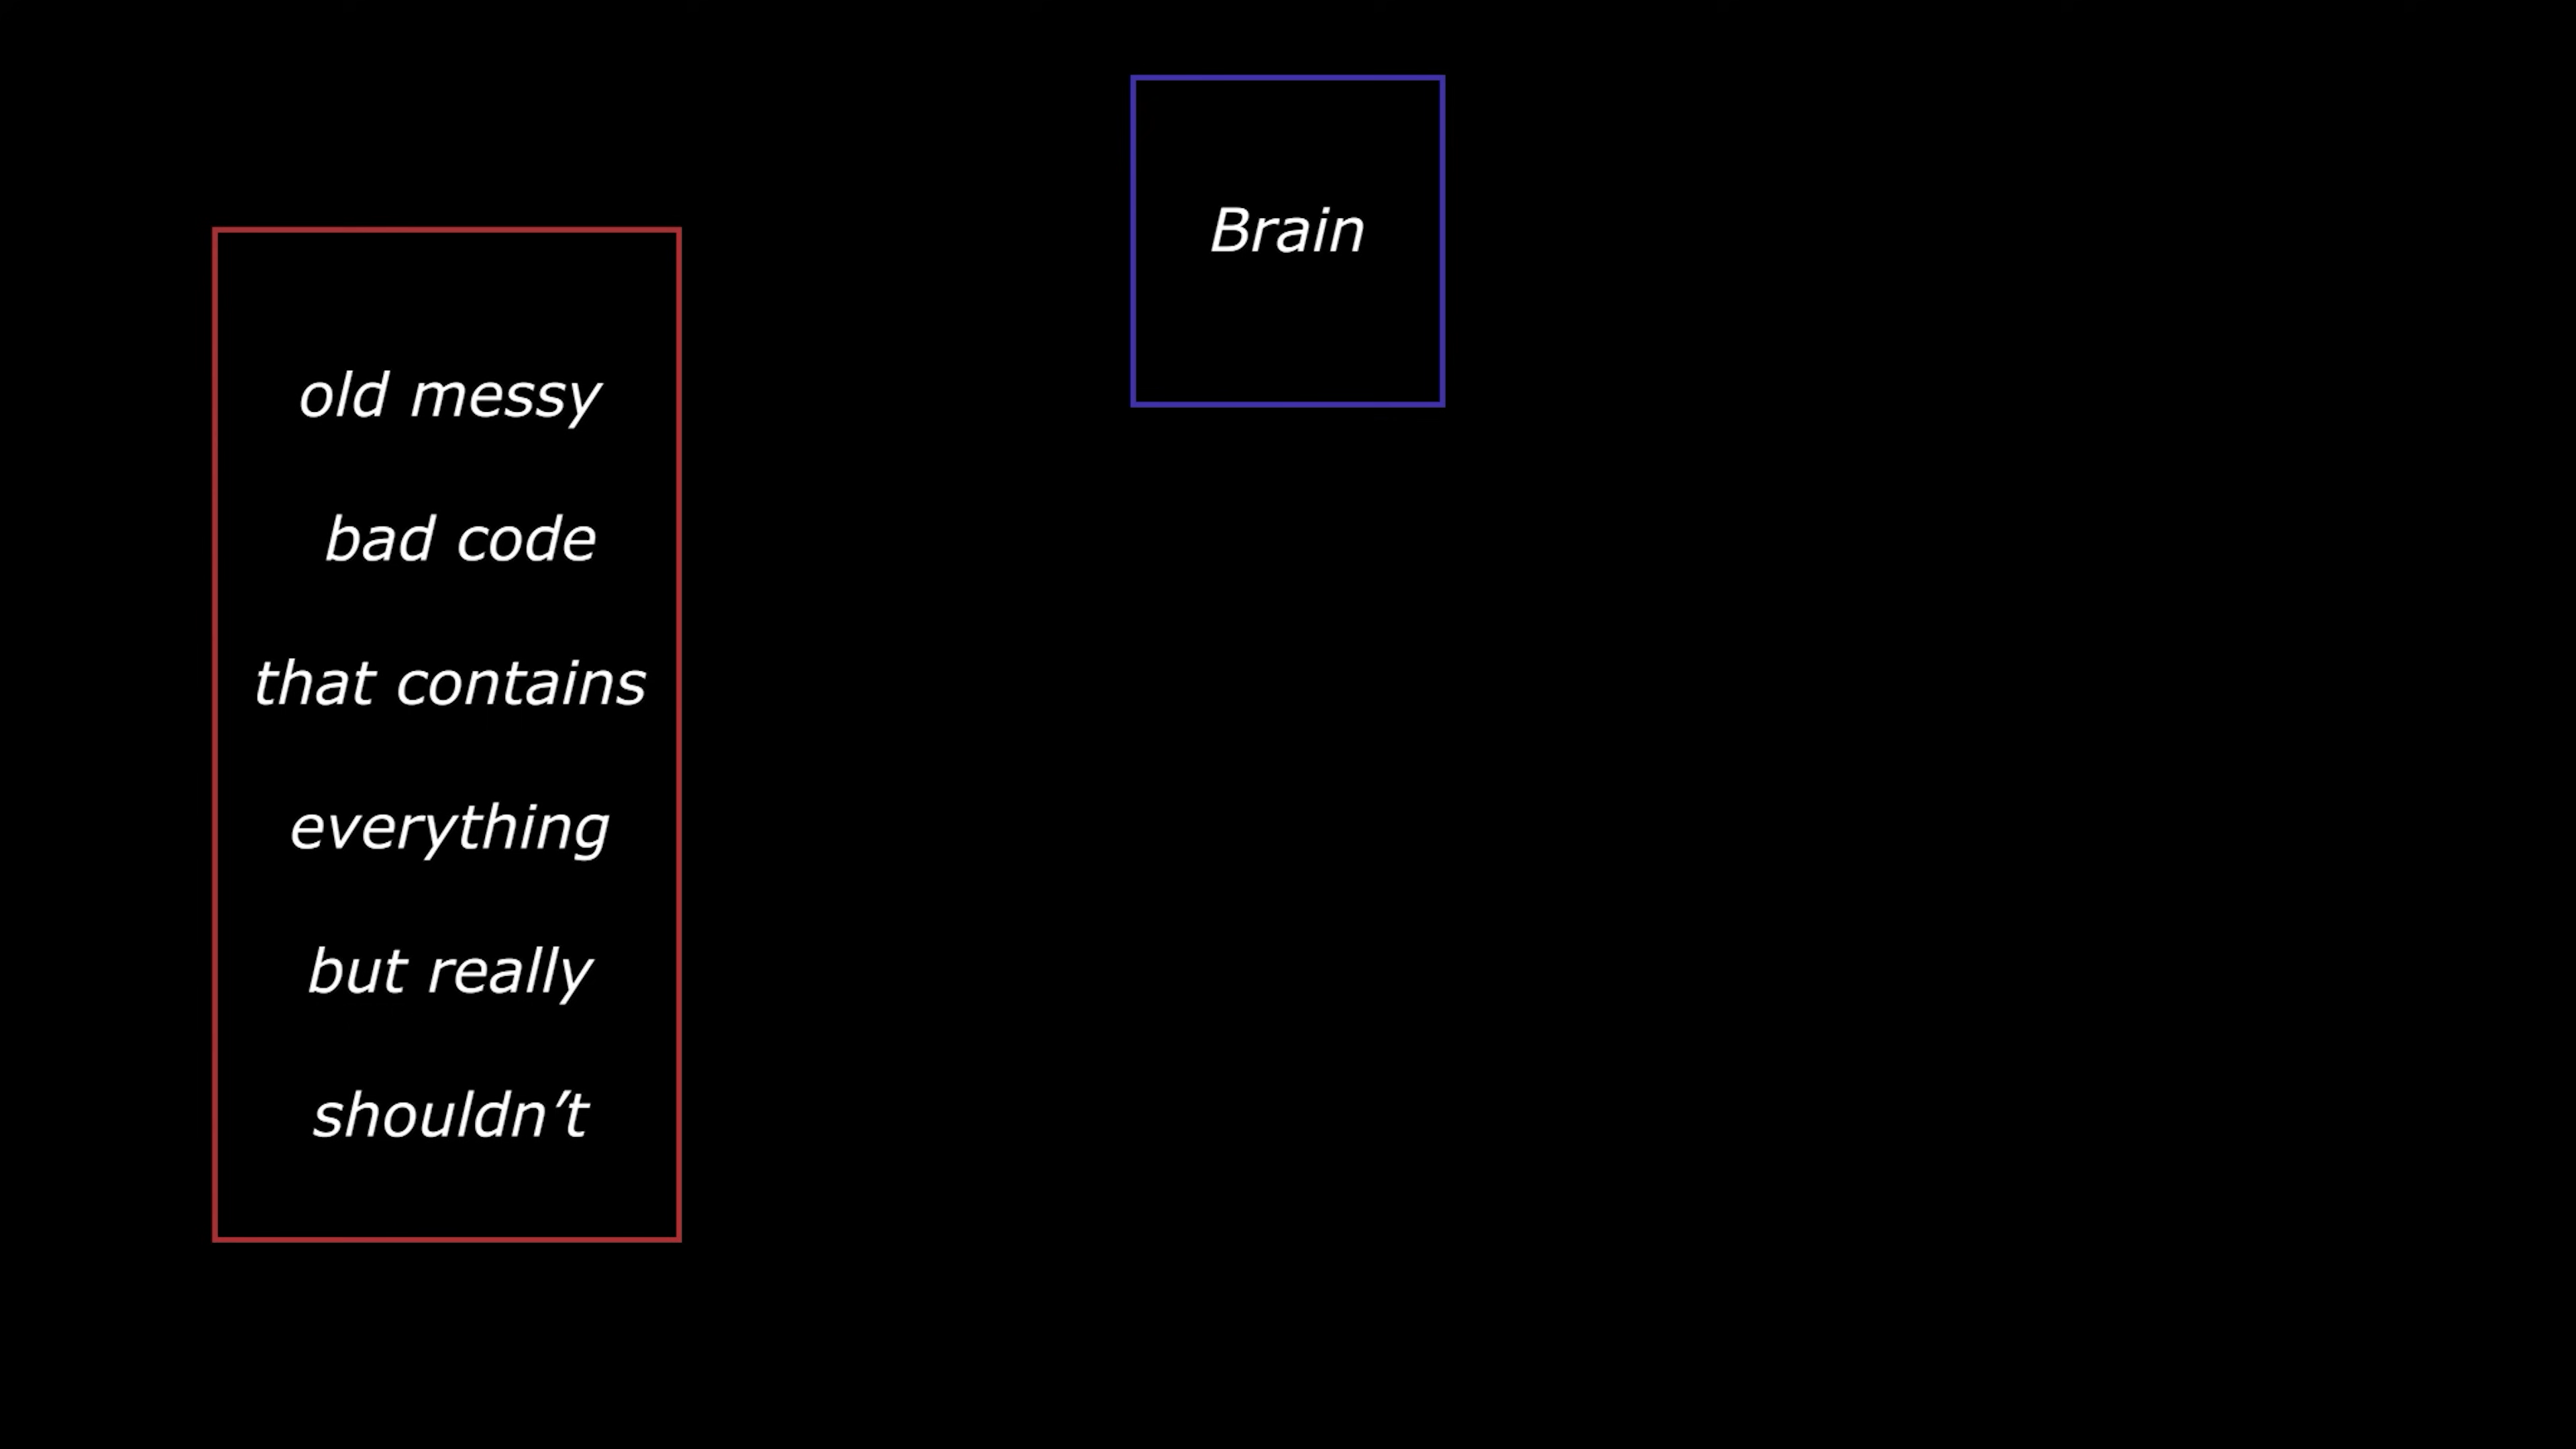 Brain
old messy
bad code
that contains
everything
but really
shouldn’t